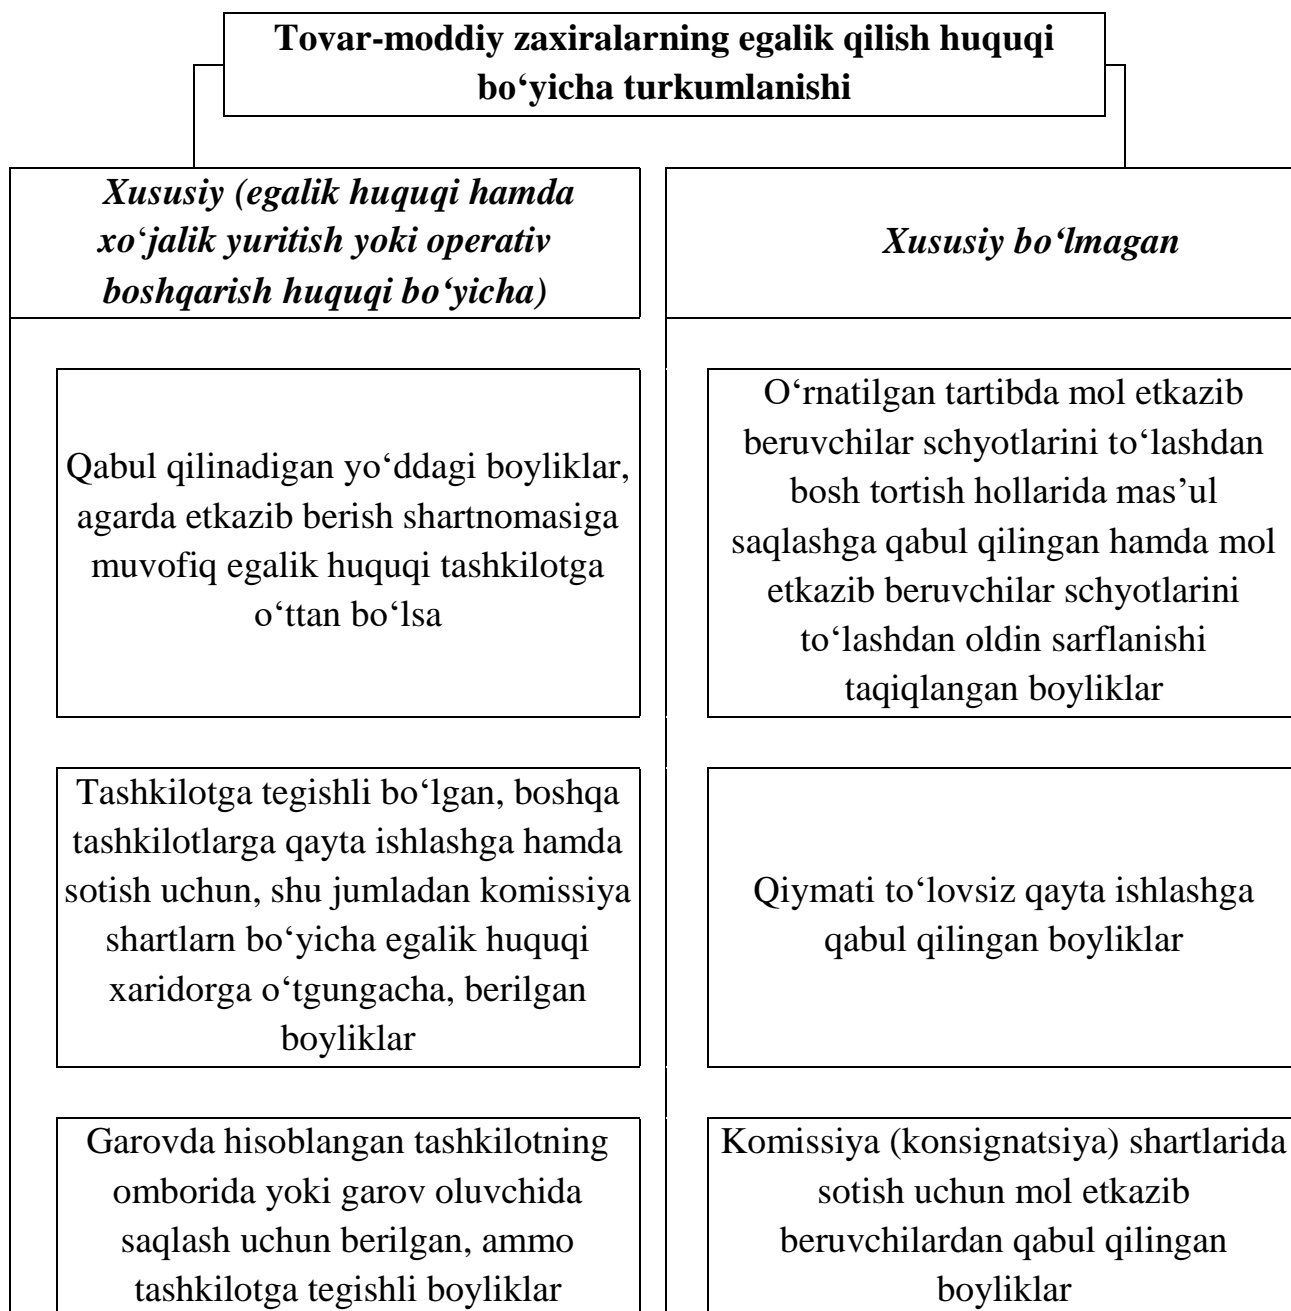 Tovar-moddiy zaxiralarning egalik qilish huquqi
bo‘yicha turkumlanishi
Xususiy (egalik huquqi hamda
xo‘jalik yuritish yoki operativ
boshqarish huquqi bo‘yicha)
Xususiy bo‘lmagan
Qabul qilinadigan yo‘ddagi boyliklar,
agarda etkazib berish shartnomasiga
muvofiq egalik huquqi tashkilotga
o‘ttan bo‘lsa
O‘rnatilgan tartibda mol etkazib
beruvchilar schyotlarini to‘lashdan
bosh tortish hollarida mas’ul
saqlashga qabul qilingan hamda mol
etkazib beruvchilar schyotlarini
to‘lashdan oldin sarflanishi
taqiqlangan boyliklar
Tashkilotga tegishli bo‘lgan, boshqa
tashkilotlarga qayta ishlashga hamda
sotish uchun, shu jumladan komissiya
shartlarn bo‘yicha egalik huquqi
xaridorga o‘tgungacha, berilgan
boyliklar
Qiymati to‘lovsiz qayta ishlashga
qabul qilingan boyliklar
Garovda hisoblangan tashkilotning
omborida yoki garov oluvchida
saqlash uchun berilgan, ammo
tashkilotga tegishli boyliklar
Komissiya (konsignatsiya) shartlarida
sotish uchun mol etkazib
beruvchilardan qabul qilingan
boyliklar